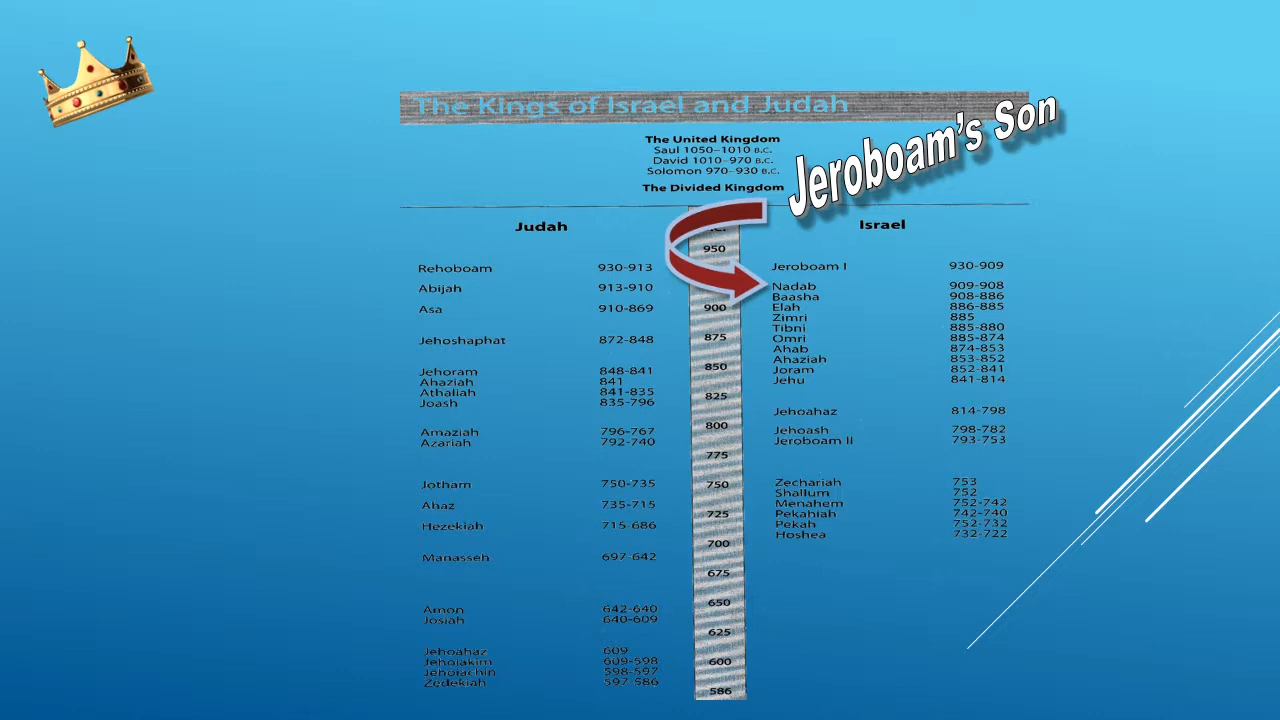 The Kings of Israel and Judah
Jeroboam's Son
The United Kingdom
Saul 1050–1010 B.C.
David 1010–970 B.C.
Solomon 970–930 B.C.
The Divided Kingdom
Judah
Israel
950
Rehoboam 930-913
Jeroboam I 930-909
Abijah 913-910
Nadab 909-908
Baasha 908-886
Asa 910-869
900
Elah 886-885
Zimri 885
Tibni 885-880
Jehoshaphat 872-848
875
Omri 885-874
Ahab 874-853
Ahaziah 853-852
850
Jehoram 848-841
Joram 852-841
Ahaziah 841
Jehu 841-814
Athaliah 841-835
825
Joash 835-796
Jehoahaz 814-798
800
Amaziah 796-767
Jehoash 798-782
Azariah 792-740
Jeroboam II 793-753
775
Jotham 750-735
750
Zechariah 753
Shallum 752
Ahaz 735-715
Menahem 752-742
725
Pekahiah 742-740
Hezekiah 715-686
Pekah 752-732
Hoshea 732-722
700
Manasseh 697-642
675
650
Amon 642-640
Josiah 640-609
625
Jehoahaz 609
600
Jehoiakim 609-598
Jehoiachin 598-597
Zedekiah 597-586
586